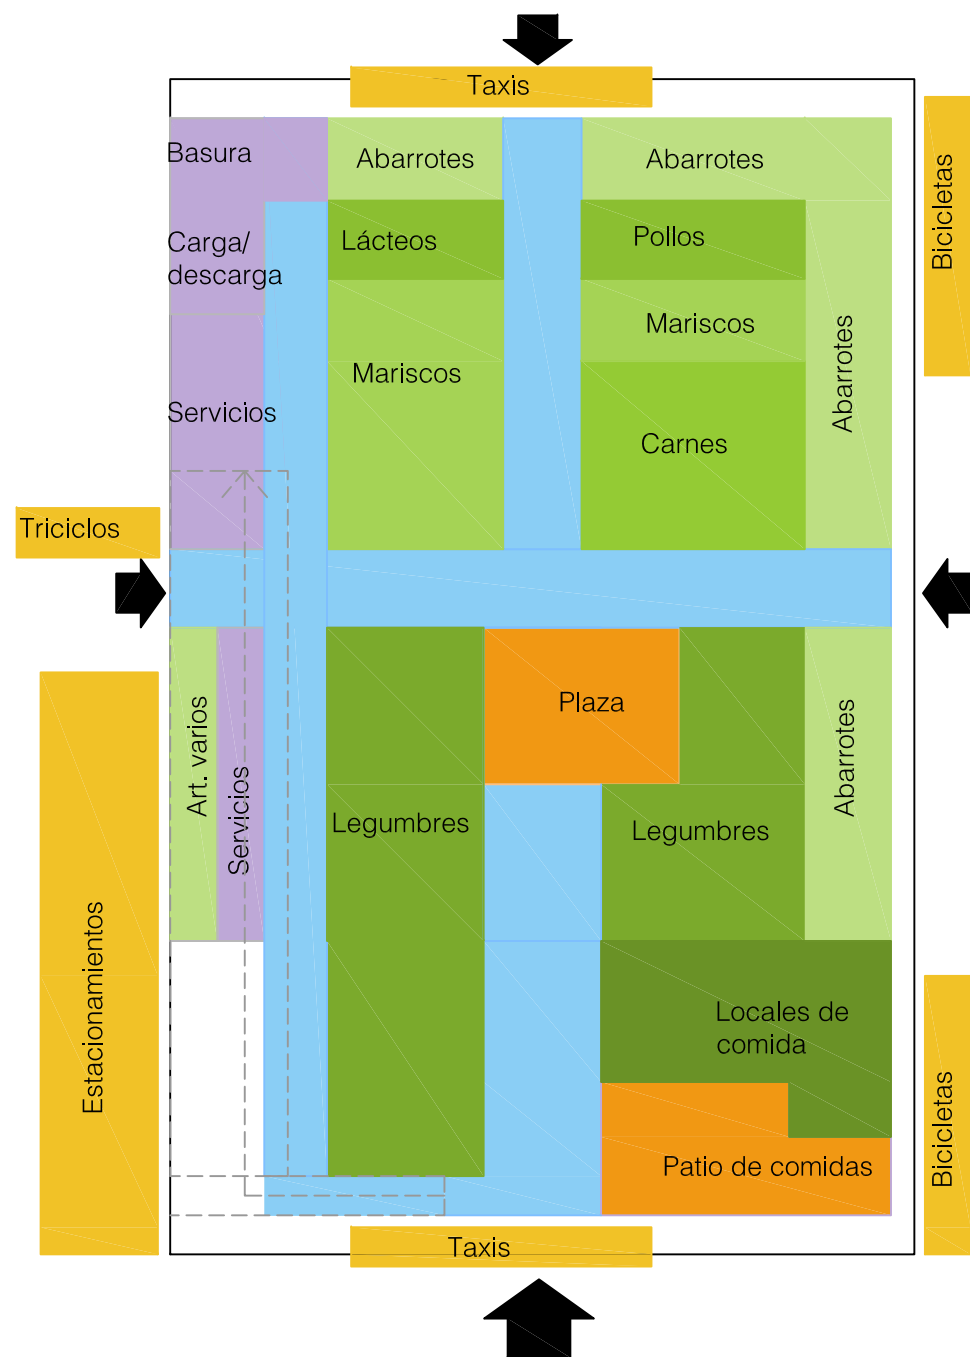 Taxis
Basura
Abarrotes
Abarrotes
Bicicletas
Carga/
descarga
Lácteos
Pollos
Mariscos
Mariscos
Abarrotes
Servicios
Carnes
Triciclos
Plaza
Art. varios
Servicios
Abarrotes
Legumbres
Legumbres
Estacionamientos
Locales de
comida
Bicicletas
Patio de comidas
Taxis